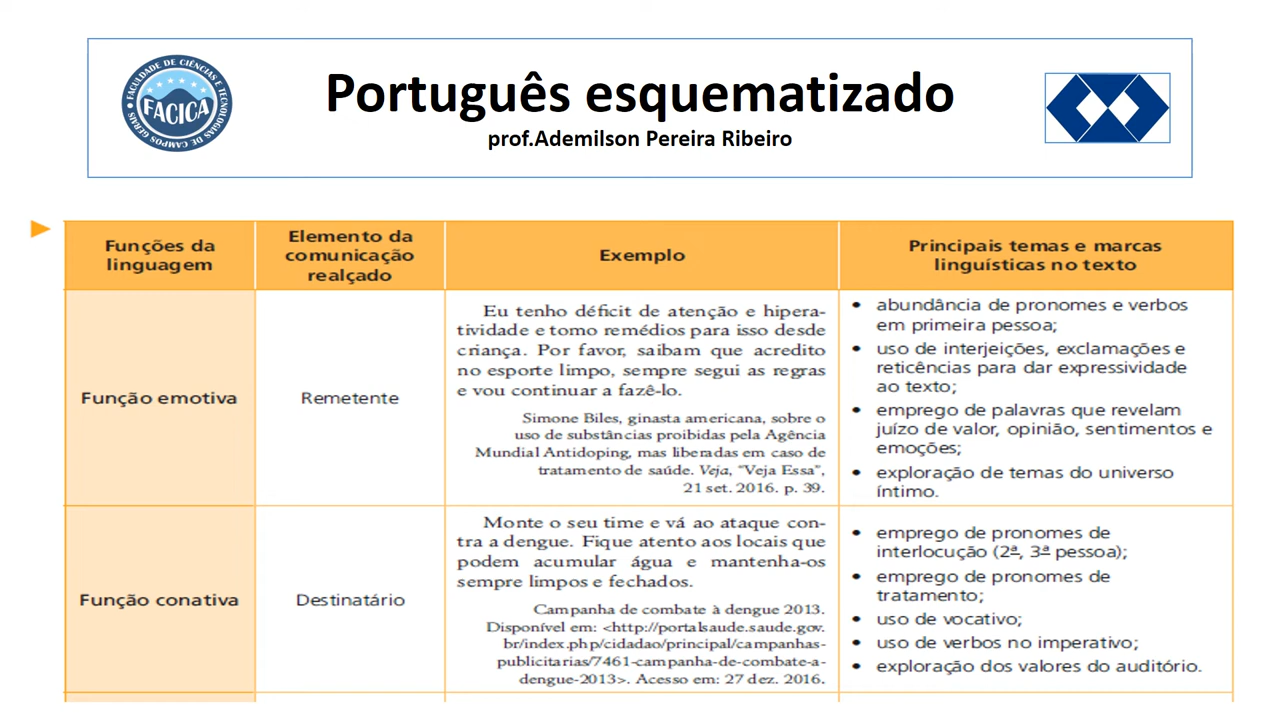 FACULDADE DE CIÊNCIAS E TECNOLOGIAS DE CAMPOS GERAIS
FACICA
Português esquematizado
prof.Ademilson Pereira Ribeiro
Funções da
linguagem
Elemento da
comunicação
realçado
Exemplo
Principais temas e marcas
linguísticas no texto
Função emotiva
Remetente
Eu tenho déficit de atenção e hipera-
tividade e tomo remédios para isso desde
criança. Por favor, saibam que acredito
no esporte limpo, sempre segui as regras
e vou continuar a fazê-lo.
Simone Biles, ginasta americana, sobre o
uso de substâncias proibidas pela Agência
Mundial Antidoping, mas liberadas em caso de
tratamento de saúde. Veja, "Veja Essa",
21 set. 2016. p. 39.
• abundância de pronomes e verbos
em primeira pessoa;
• uso de interjeições, exclamações e
reticências para dar expressividade
ao texto;
• emprego de palavras que revelam
juízo de valor, opinião, sentimentos e
emoções;
• exploração de temas do universo
íntimo.
Função conativa
Destinatário
Monte o seu time e vá ao ataque con-
tra a dengue. Fique atento aos locais que
podem acumular água e mantenha-os
sempre limpos e fechados.
Campanha de combate à dengue 2013.
Disponível em: <http://portalsaude.saude.gov.
br/index.php/cidadao/principal/campanhas-
publicitarias/7461-campanha-de-combate-a-
dengue-2013>. Acesso em: 27 dez. 2016.
• emprego de pronomes de
interlocução (2ª, 3ª pessoa);
• emprego de pronomes de
tratamento;
• uso de vocativo;
• uso de verbos no imperativo;
• exploração dos valores do auditório.